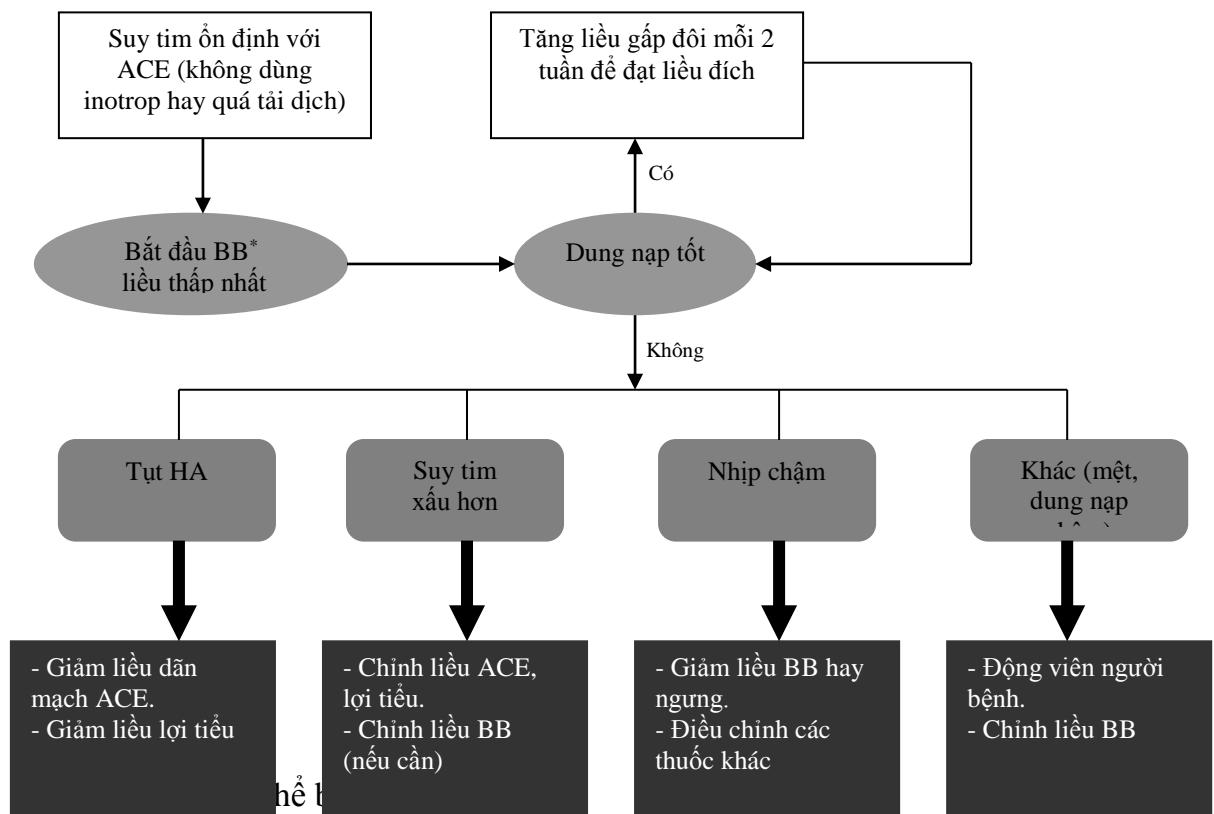 Suy tim ổn định với
ACE (không dùng
inotrop hay quá tải dịch)
Tăng liều gấp đôi mỗi 2
tuần để đạt liều đích
Có
Bắt đầu BB*
liều thấp nhất
Dung nạp tốt
Không
Tụt HA
Suy tim
xấu hơn
Nhịp chậm
Khác (mệt,
dung nạp
- Giảm liều dãn
mạch ACE.
- Giảm liều lợi tiểu
- Chỉnh liều ACE,
lợi tiểu.
- Chỉnh liều BB
(nếu cần)
- Giảm liều BB hay
ngưng.
- Điều chỉnh các
thuốc khác
- Động viên người
bệnh.
- Chỉnh liều BB